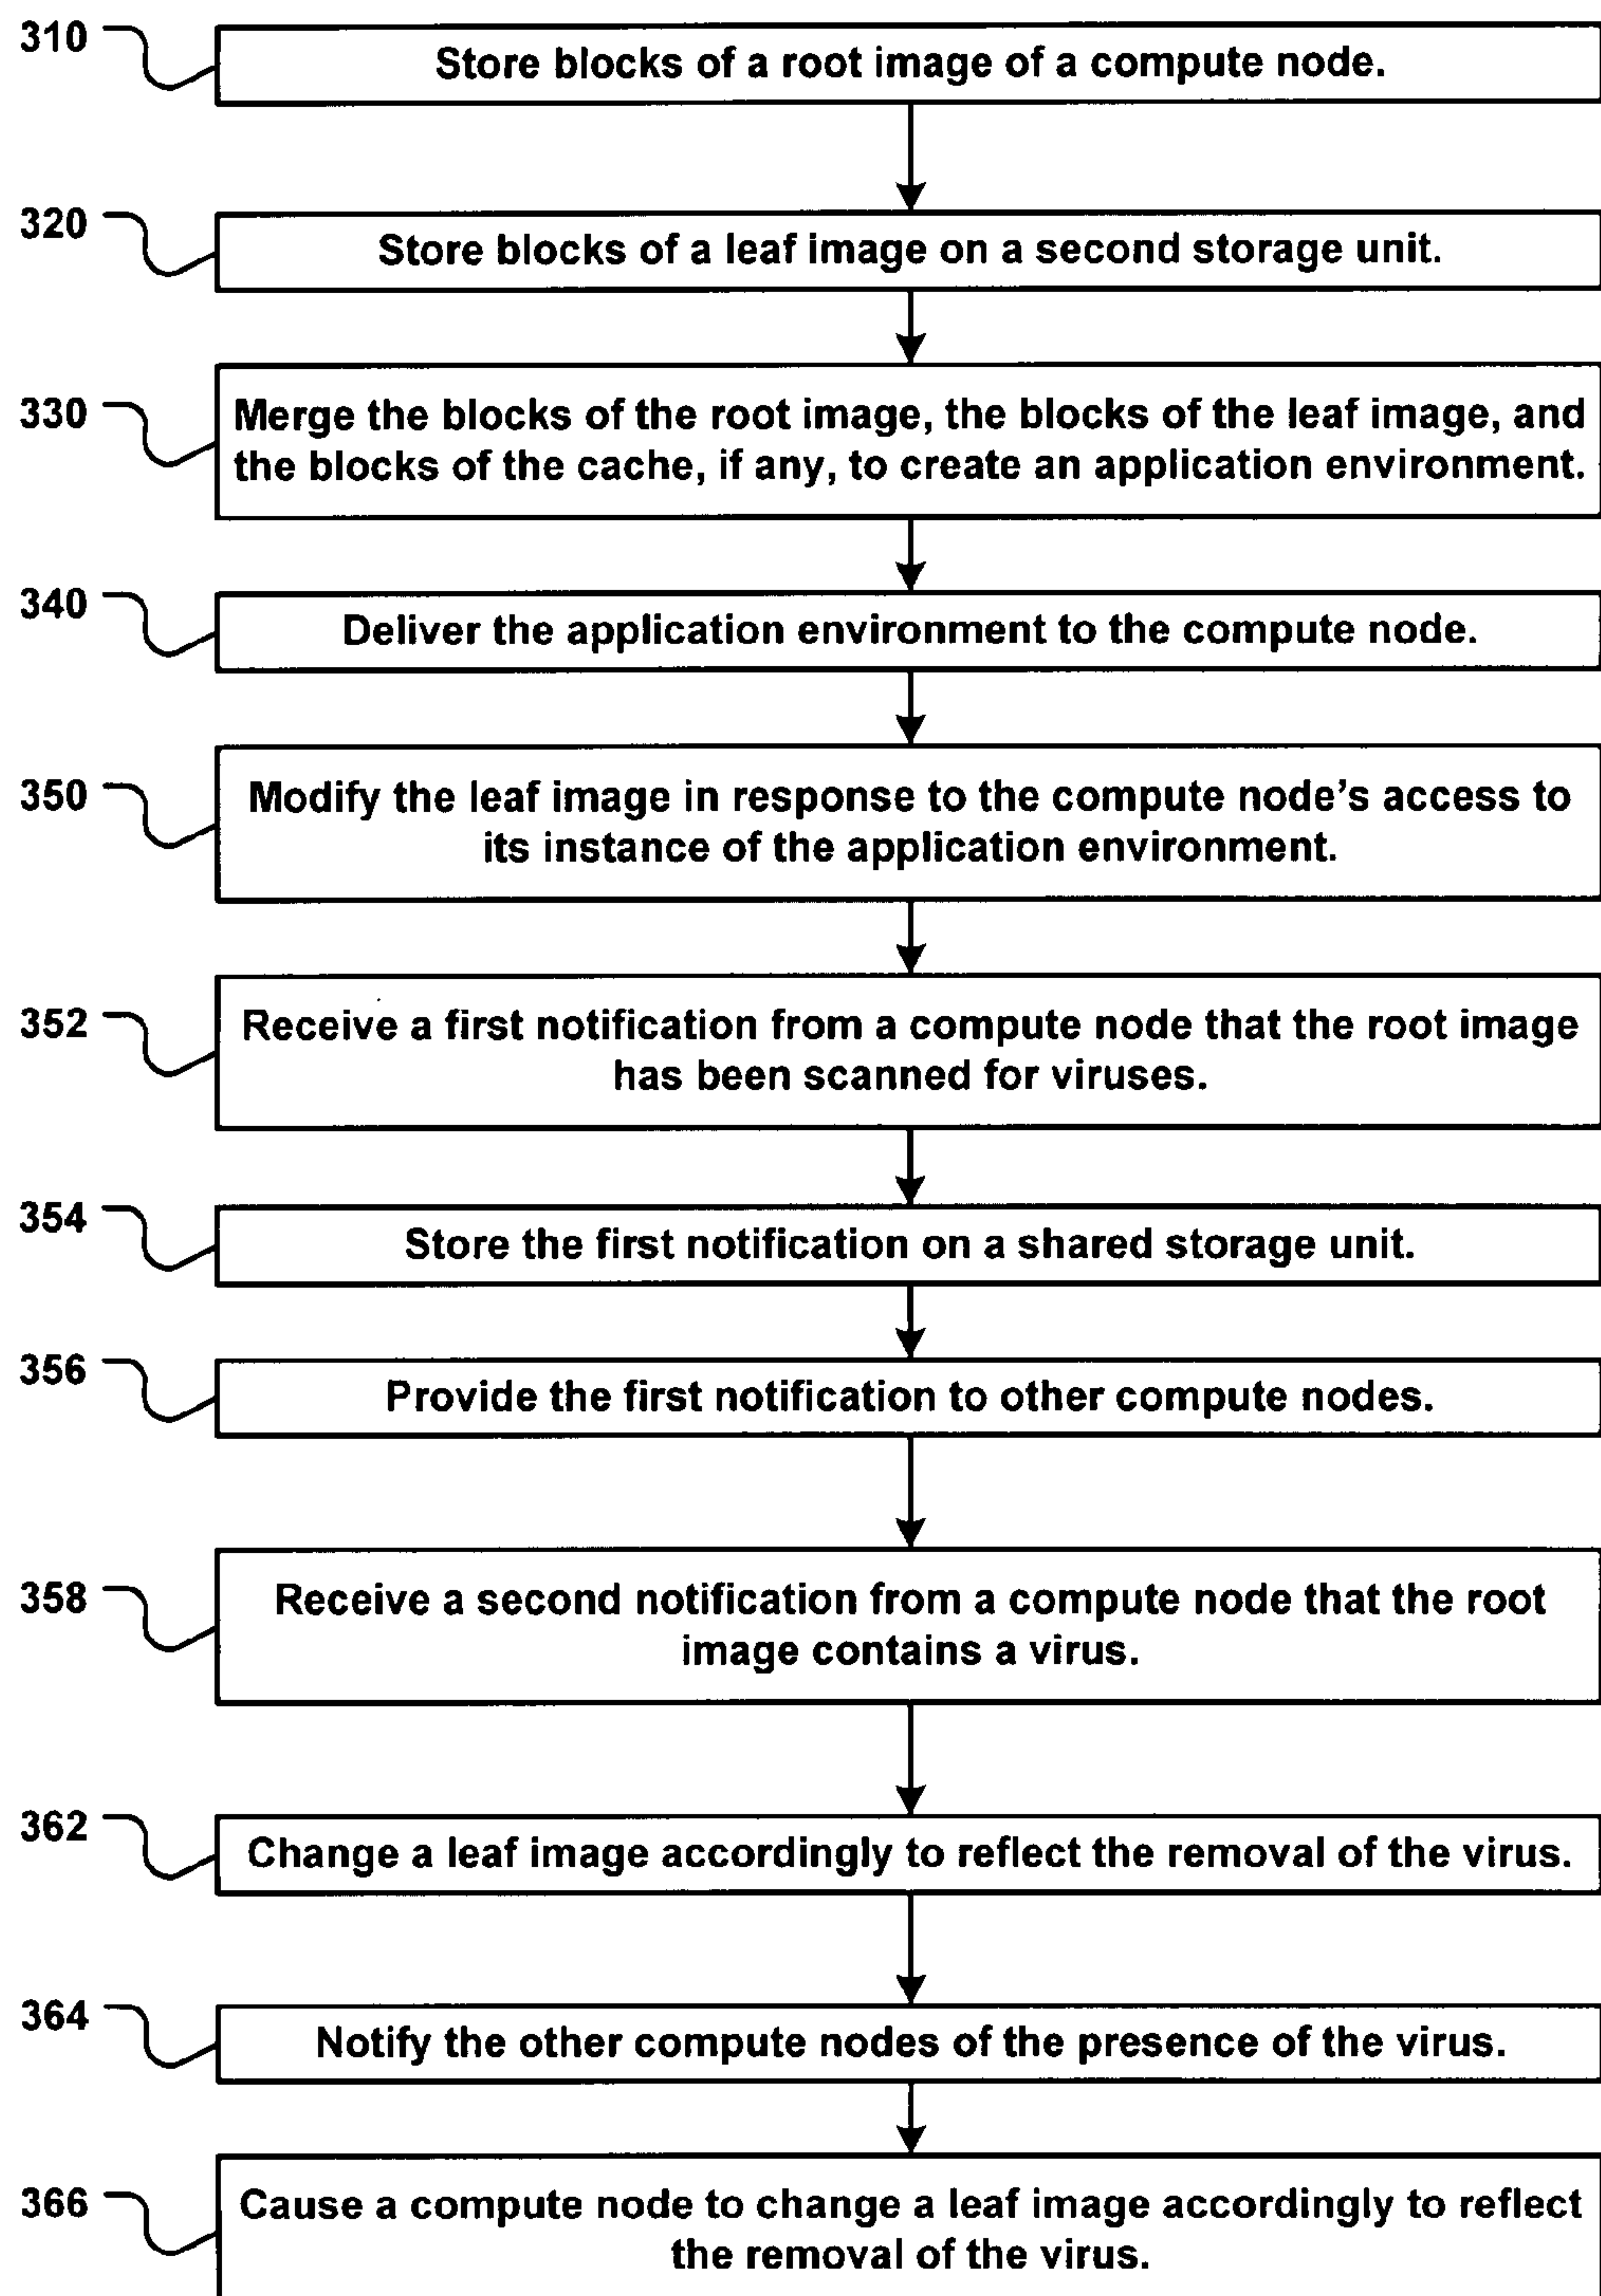 310
Store blocks of a root image of a compute node.
320
Store blocks of a leaf image on a second storage unit.
330
Merge the blocks of the root image, the blocks of the leaf image, and
the blocks of the cache, if any, to create an application environment.
340
Deliver the application environment to the compute node.
350
Modify the leaf image in response to the compute node's access to
its instance of the application environment.
352
Receive a first notification from a compute node that the root image
has been scanned for viruses.
354
Store the first notification on a shared storage unit.
356
Provide the first notification to other compute nodes.
358
Receive a second notification from a compute node that the root
image contains a virus.
362
Change a leaf image accordingly to reflect the removal of the virus.
364
Notify the other compute nodes of the presence of the virus.
366
Cause a compute node to change a leaf image accordingly to reflect
the removal of the virus.